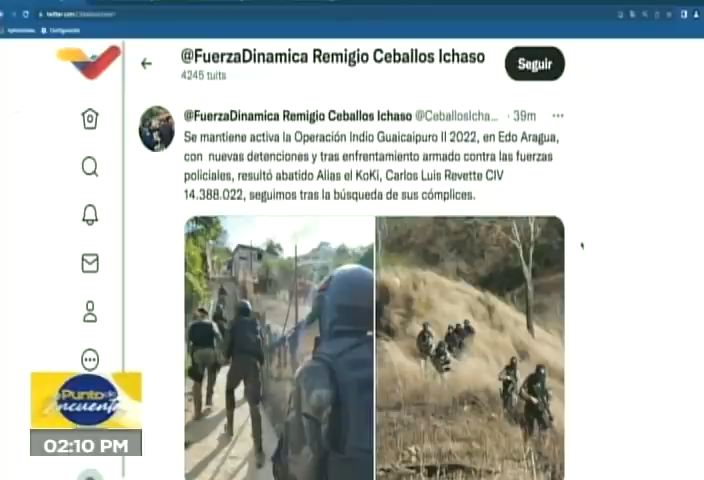 @FuerzaDinamica Remigio Ceballos Ichaso
4245 tuits
Seguir
@FuerzaDinamica Remigio Ceballos Ichaso @CeballosIcha... · 39m
Se mantiene activa la Operación Indio Guaicaipuro II 2022, en Edo Aragua,
con nuevas detenciones y tras enfrentamiento armado contra las fuerzas
policiales, resultó abatido Alias el KoKi, Carlos Luis Revette CIV
14.388.022, seguimos tras la búsqueda de sus cómplices.
Punto de
Encuentro
02:10 PM